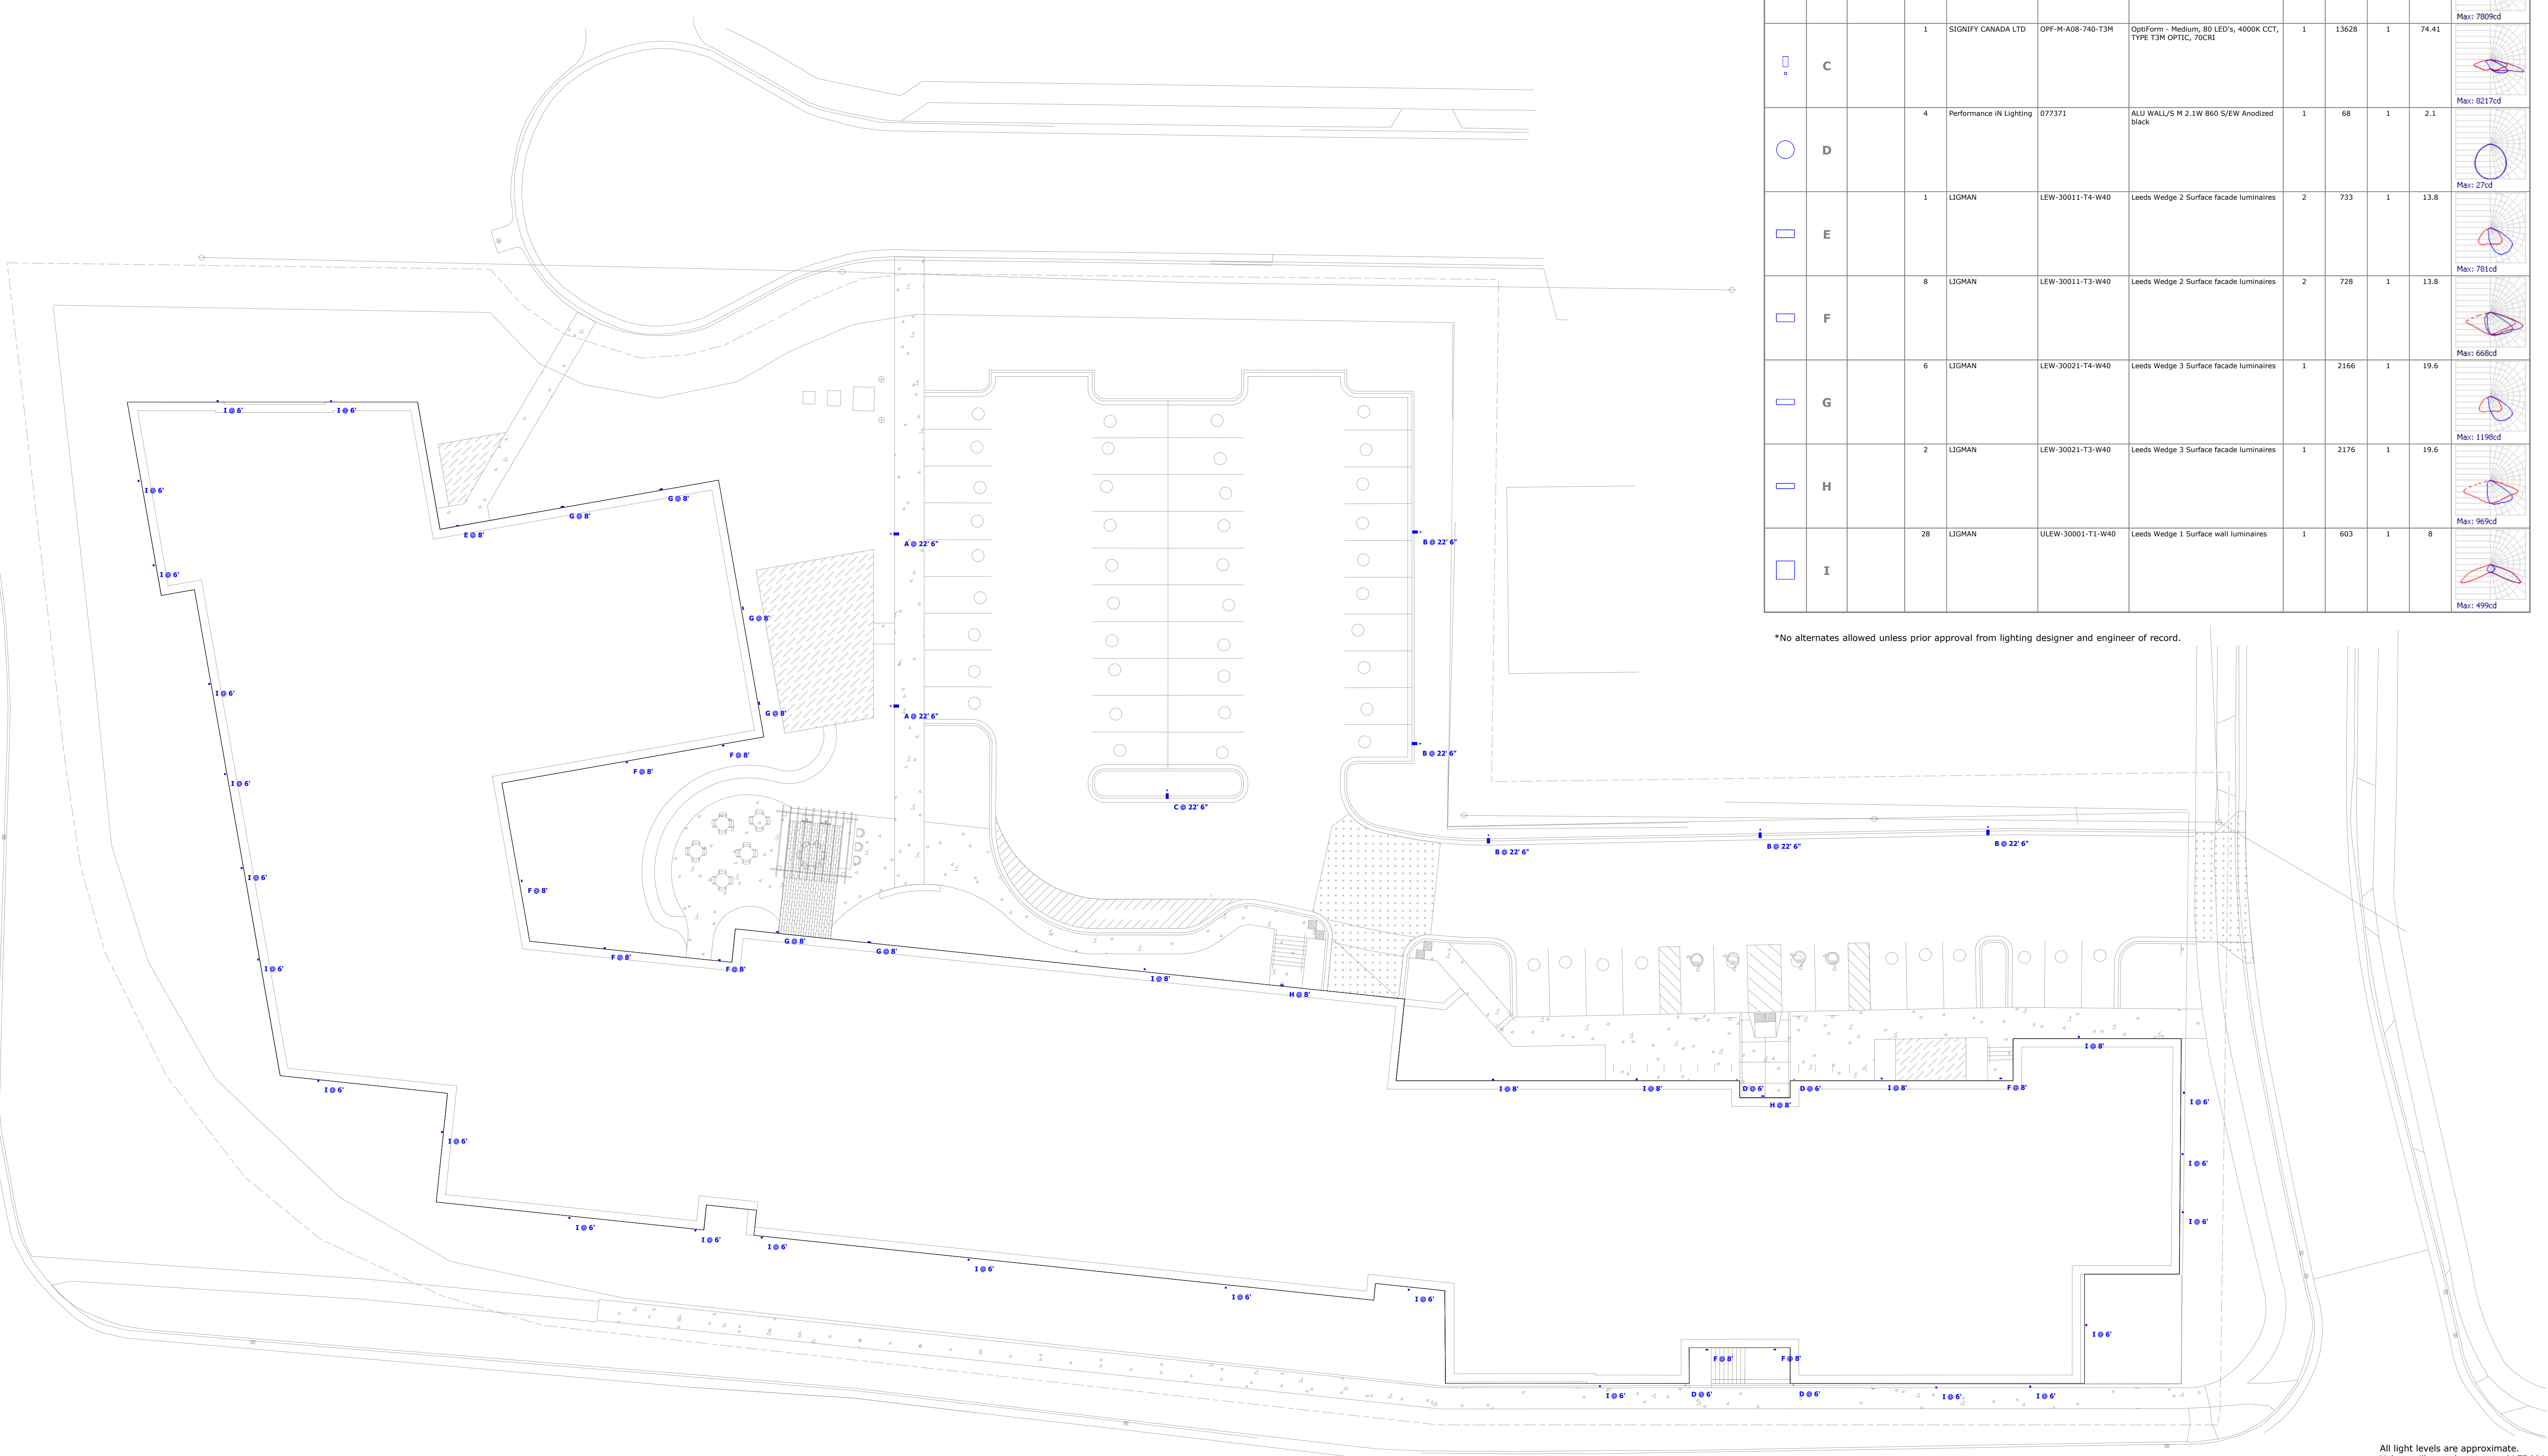 Max: 7809cd
C 1 SIGNIFY CANADA LTD OPF-M-A08-740-T3M OptiForm - Medium, 80 LED's, 4000K CCT, 1 13628 1 74.41
TYPE T3M OPTIC, 70CRI
Max: 8217cd
D 4 Performance iN Lighting 077371 ALU WALL/S M 2.1W 860 S/EW Anodized 1 68 1 2.1
black
Max: 27cd
E 1 LIGMAN LEW-30011-T4-W40 Leeds Wedge 2 Surface facade luminaires 2 733 1 13.8
Max: 781cd
F 8 LIGMAN LEW-30011-T3-W40 Leeds Wedge 2 Surface facade luminaires 2 728 1 13.8
Max: 668cd
G 6 LIGMAN LEW-30021-T4-W40 Leeds Wedge 3 Surface facade luminaires 1 2166 1 19.6
Max: 1198cd
H 2 LIGMAN LEW-30021-T3-W40 Leeds Wedge 3 Surface facade luminaires 1 2176 1 19.6
Max: 969cd
I 28 LIGMAN ULEW-30001-T1-W40 Leeds Wedge 1 Surface wall luminaires 1 603 1 8
Max: 499cd
*No alternates allowed unless prior approval from lighting designer and engineer of record.
I @ 6'
I @ 6'
I @ 6'
G @ 8'
G @ 8'
E @ 8'
A @ 22' 6"
B @ 22' 6"
I @ 6'
G @ 8'
I @ 6'
G @ 8'
A @ 22' 6"
F @ 8'
B @ 22' 6"
F @ 8'
I @ 6'
C @ 22' 6"
B @ 22' 6"
B @ 22' 6"
B @ 22' 6"
I @ 6'
F @ 8'
G @ 8'
G @ 8'
F @ 8'
I @ 6'
F @ 8'
I @ 8'
H @ 8'
I @ 8'
I @ 6'
I @ 8'
I @ 8'
D @ 6'
D @ 6'
I @ 8'
F @ 8'
H @ 8'
I @ 6'
I @ 6'
I @ 6'
I @ 6'
I @ 6'
I @ 6'
I @ 6'
I @ 6'
I @ 6'
I @ 6'
I @ 6'
F @ 8'
F @ 8'
I @ 6'
D @ 6'
D @ 6'
I @ 6'
I @ 6'
All light levels are approximate.